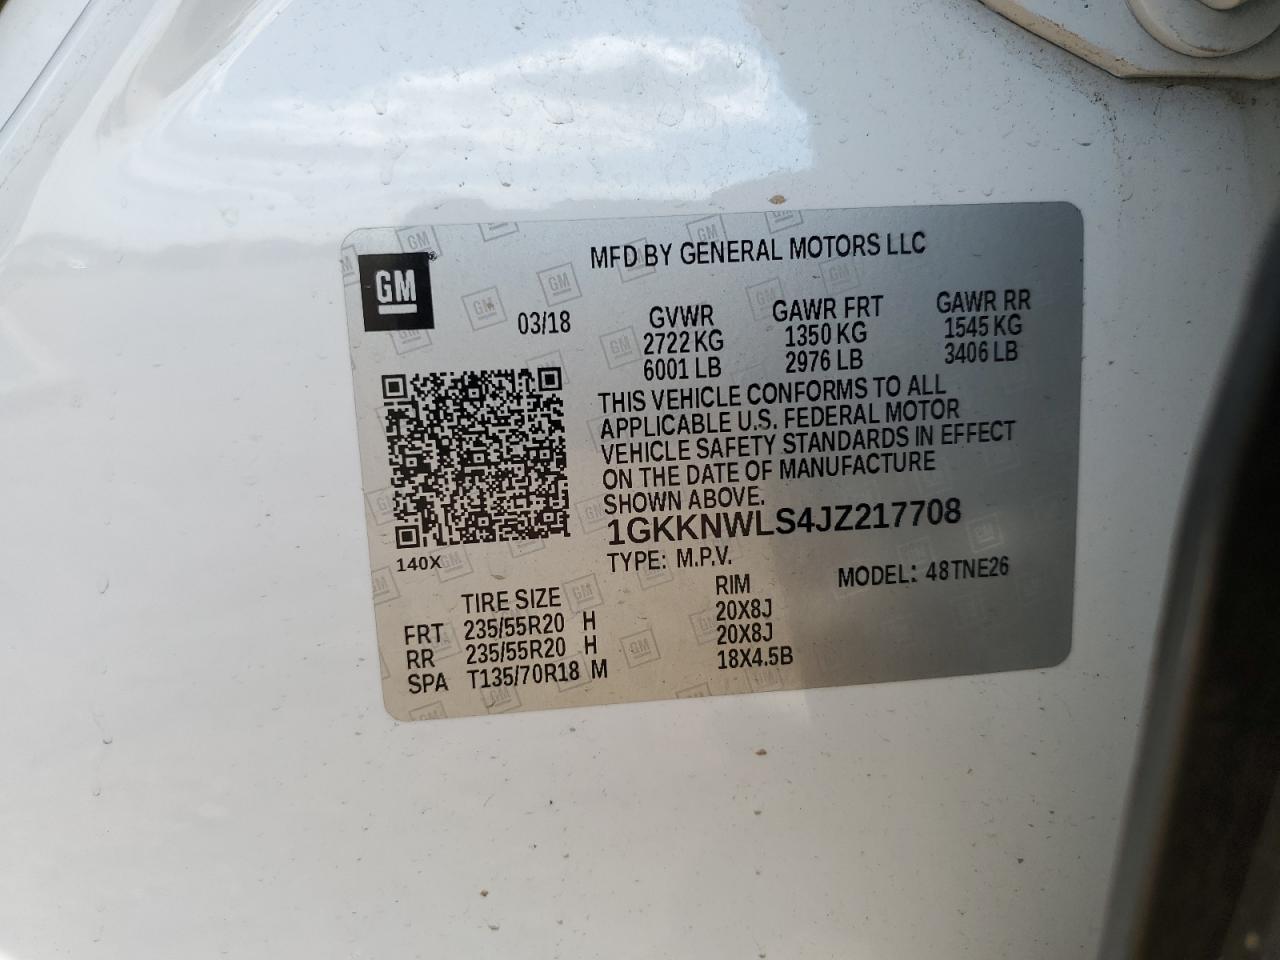 MFD BY GENERAL MOTORS LLC
GM
03/18
GVWR GAWR FRT GAWR RR
2722 KG 1350 KG 1545 KG
6001 LB 2976 LB 3406 LB
THIS VEHICLE CONFORMS TO ALL
APPLICABLE U.S. FEDERAL MOTOR
VEHICLE SAFETY STANDARDS IN EFFECT
ON THE DATE OF MANUFACTURE
SHOWN ABOVE.
1GKKNWLS4JZ217708
140X
TYPE: M.P.V. MODEL: 48TNE26
TIRE SIZE RIM
FRT 235/55R20 H 20X8J
RR 235/55R20 H 20X8J
SPA T135/70R18 M 18X4.5B